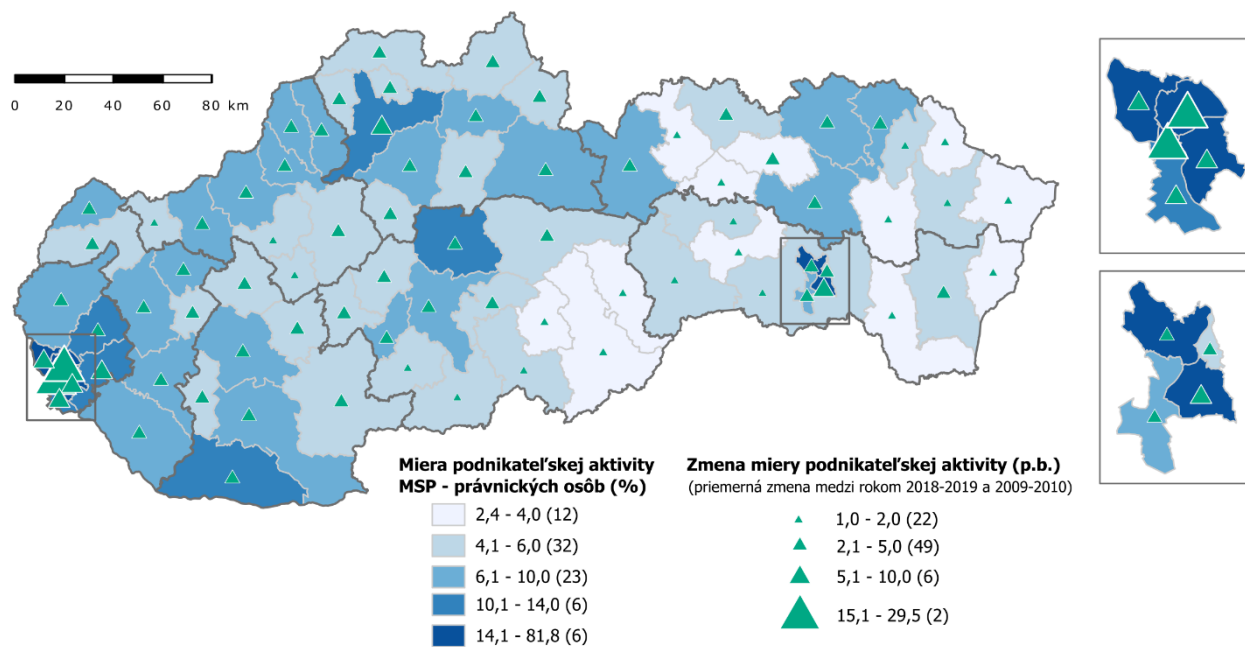 0 20 40 60 80 km
Miera podnikateľskej aktivity
MSP - právnických osôb (%)
2,4 - 4,0 (12)
4,1 - 6,0 (32)
6,1 - 10,0 (23)
10,1 - 14,0 (6)
14,1 - 81,8 (6)
Zmena miery podnikateľskej aktivity (p.b.)
(priemerná zmena medzi rokom 2018-2019 a 2009-2010)
1,0 - 2,0 (22)
2,1 - 5,0 (49)
5,1 - 10,0 (6)
15,1 - 29,5 (2)